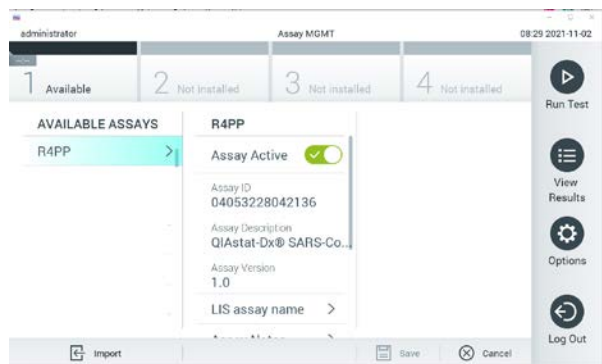 administrator
Assay MGMT
08:29 2021-11-02
1 Available
2 Not installed
3 Not installed
4 Not installed
Run Test
AVAILABLE ASSAYS
R4PP
R4PP
Assay Active
View Results
Assay ID
04053228042136
Assay Description
QIAstat-Dx® SARS-Co...
Options
Assay Version
1.0
LIS assay name
Import
Save
Cancel
Log Out